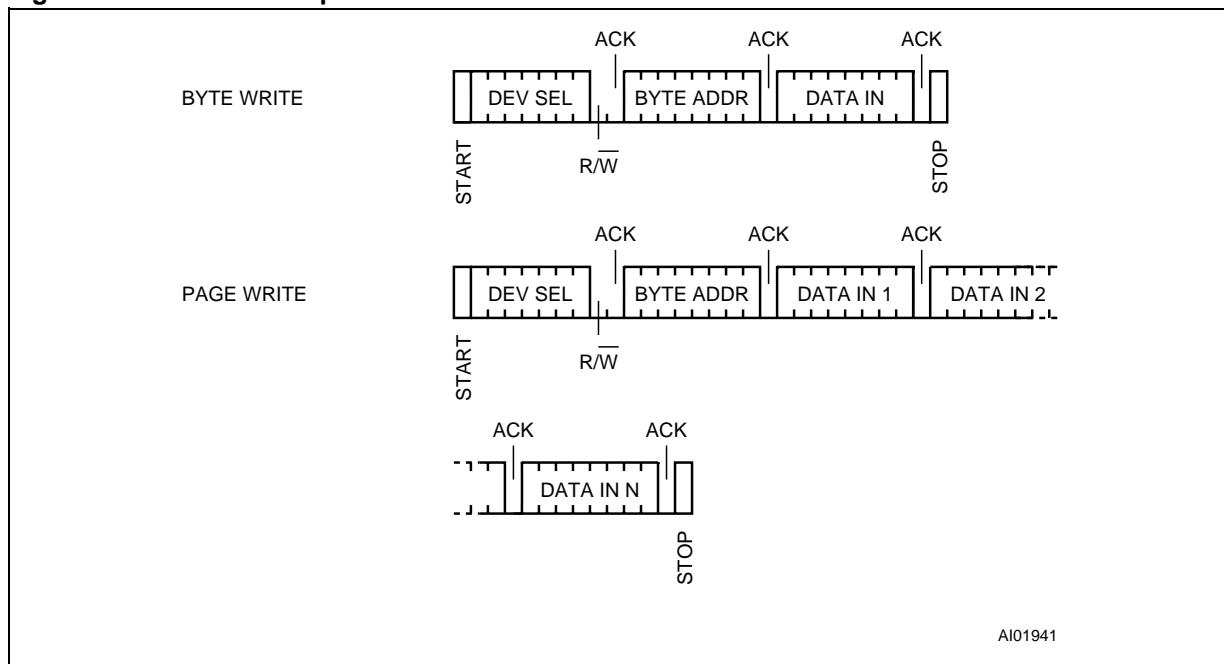 ACK ACK ACK
BYTE WRITE DEV SEL BYTE ADDR DATA IN
R/W̅
START
STOP
ACK ACK ACK
PAGE WRITE DEV SEL BYTE ADDR DATA IN 1 DATA IN 2
R/W̅
START
ACK ACK
DATA IN N
STOP
AI01941